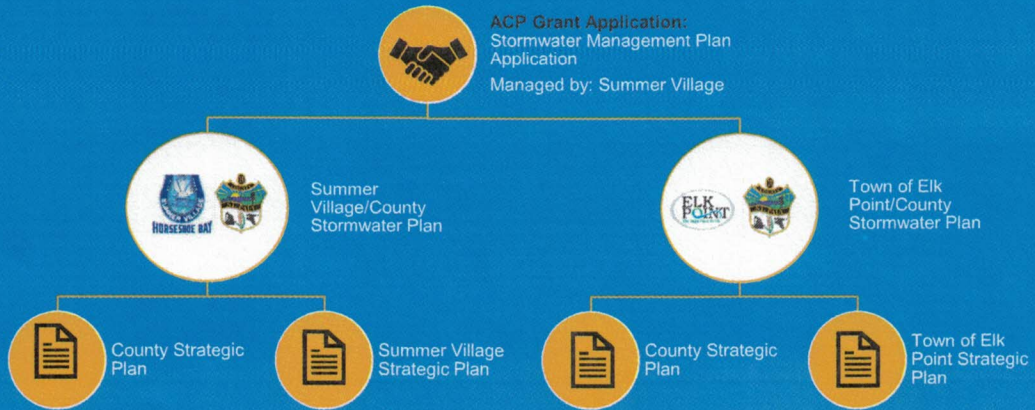 ACP Grant Application:
Stormwater Management Plan
Application
Managed by: Summer Village
Summer
Village/County
Stormwater Plan
SUMMER VILLAGE
HORSESHOE BAY
ELK
POINT
Town of Elk
Point/County
Stormwater Plan
County Strategic
Plan
Summer Village
Strategic Plan
County Strategic
Plan
Town of Elk
Point Strategic
Plan